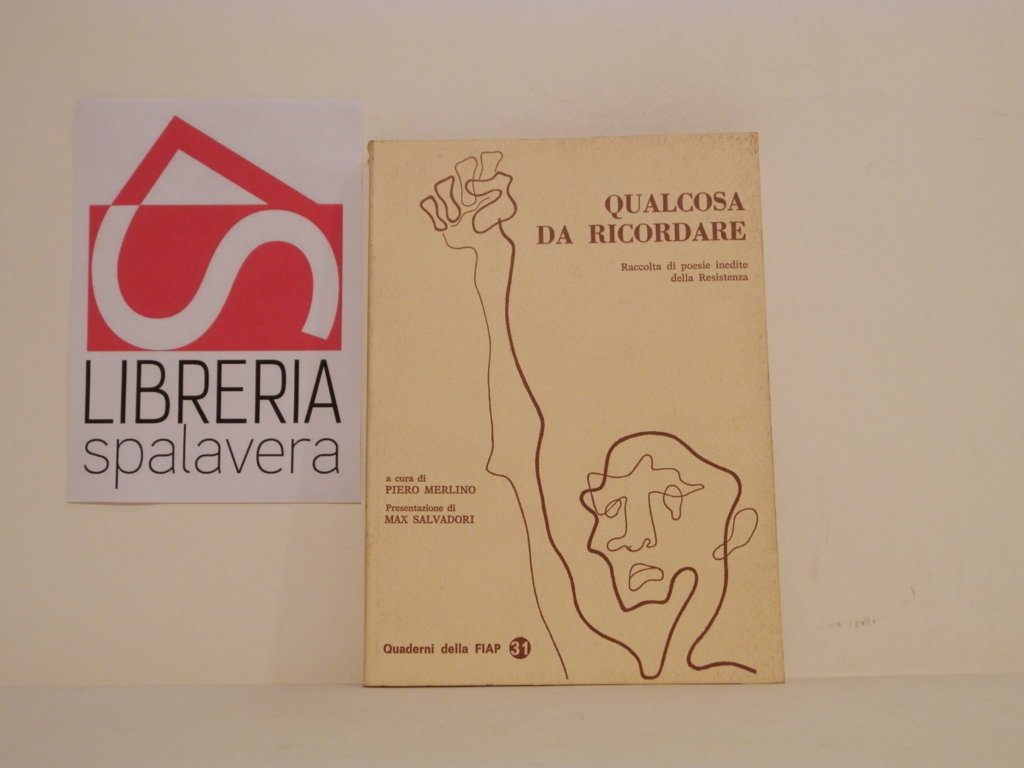 LIBRERIA
spalavera
QUALCOSA
DA RICORDARE
Raccolta di poesie inedite
della Resistenza
a cura di
PIERO MERLINO
Presentazione di
MAX SALVADORI
Quaderni della FIAP 31